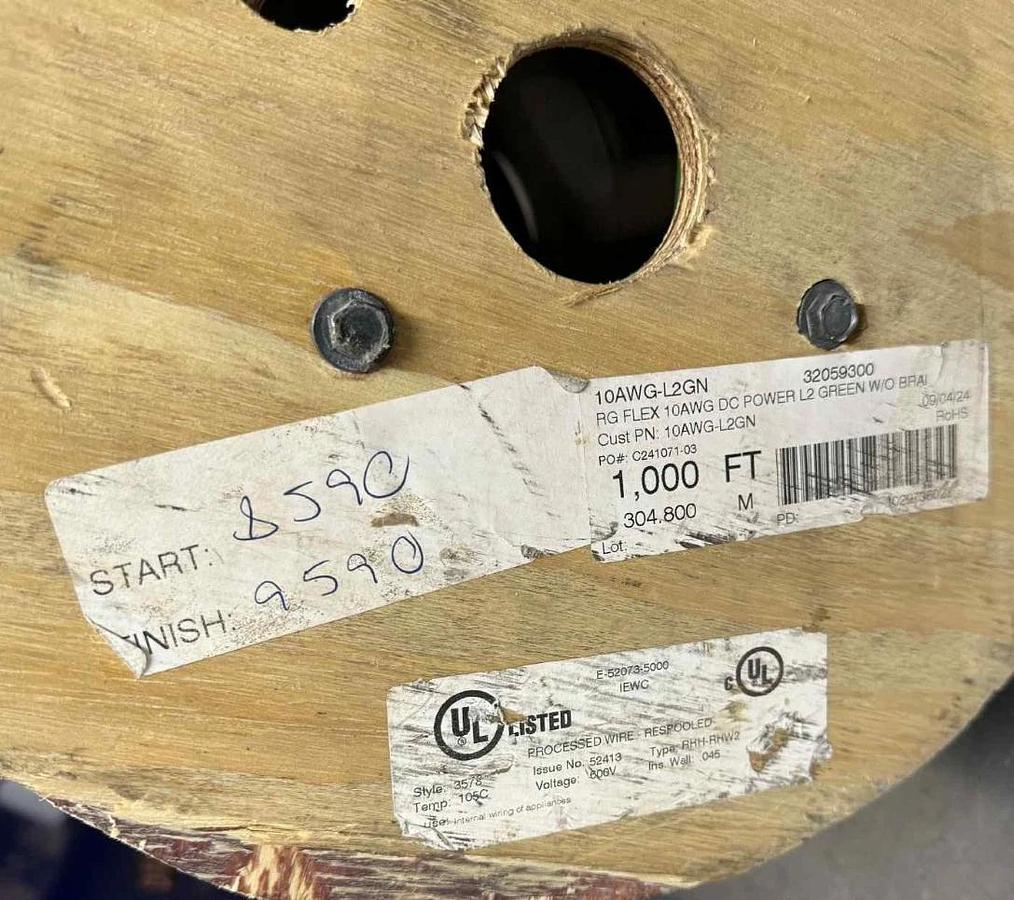 START: 8590
FINISH: 9590
10AWG-L2GN 32059300
RG FLEX 10AWG DC POWER L2 GREEN W/O BRAI
Cust PN: 10AWG-L2GN 09/04/24
PO#: C241071-03 RoHS
1,000 FT
304.800 M
PD:
Lot:
E-52073-5000
IEWC
UL LISTED
C UL
PROCESSED WIRE - RESPOOLED
Issue No. 52413 Type: RHH-RHW2
Style: 3578 Voltage: 600V Ins. Wall: 045
Temp: 105C
use: Internal wiring of appliances